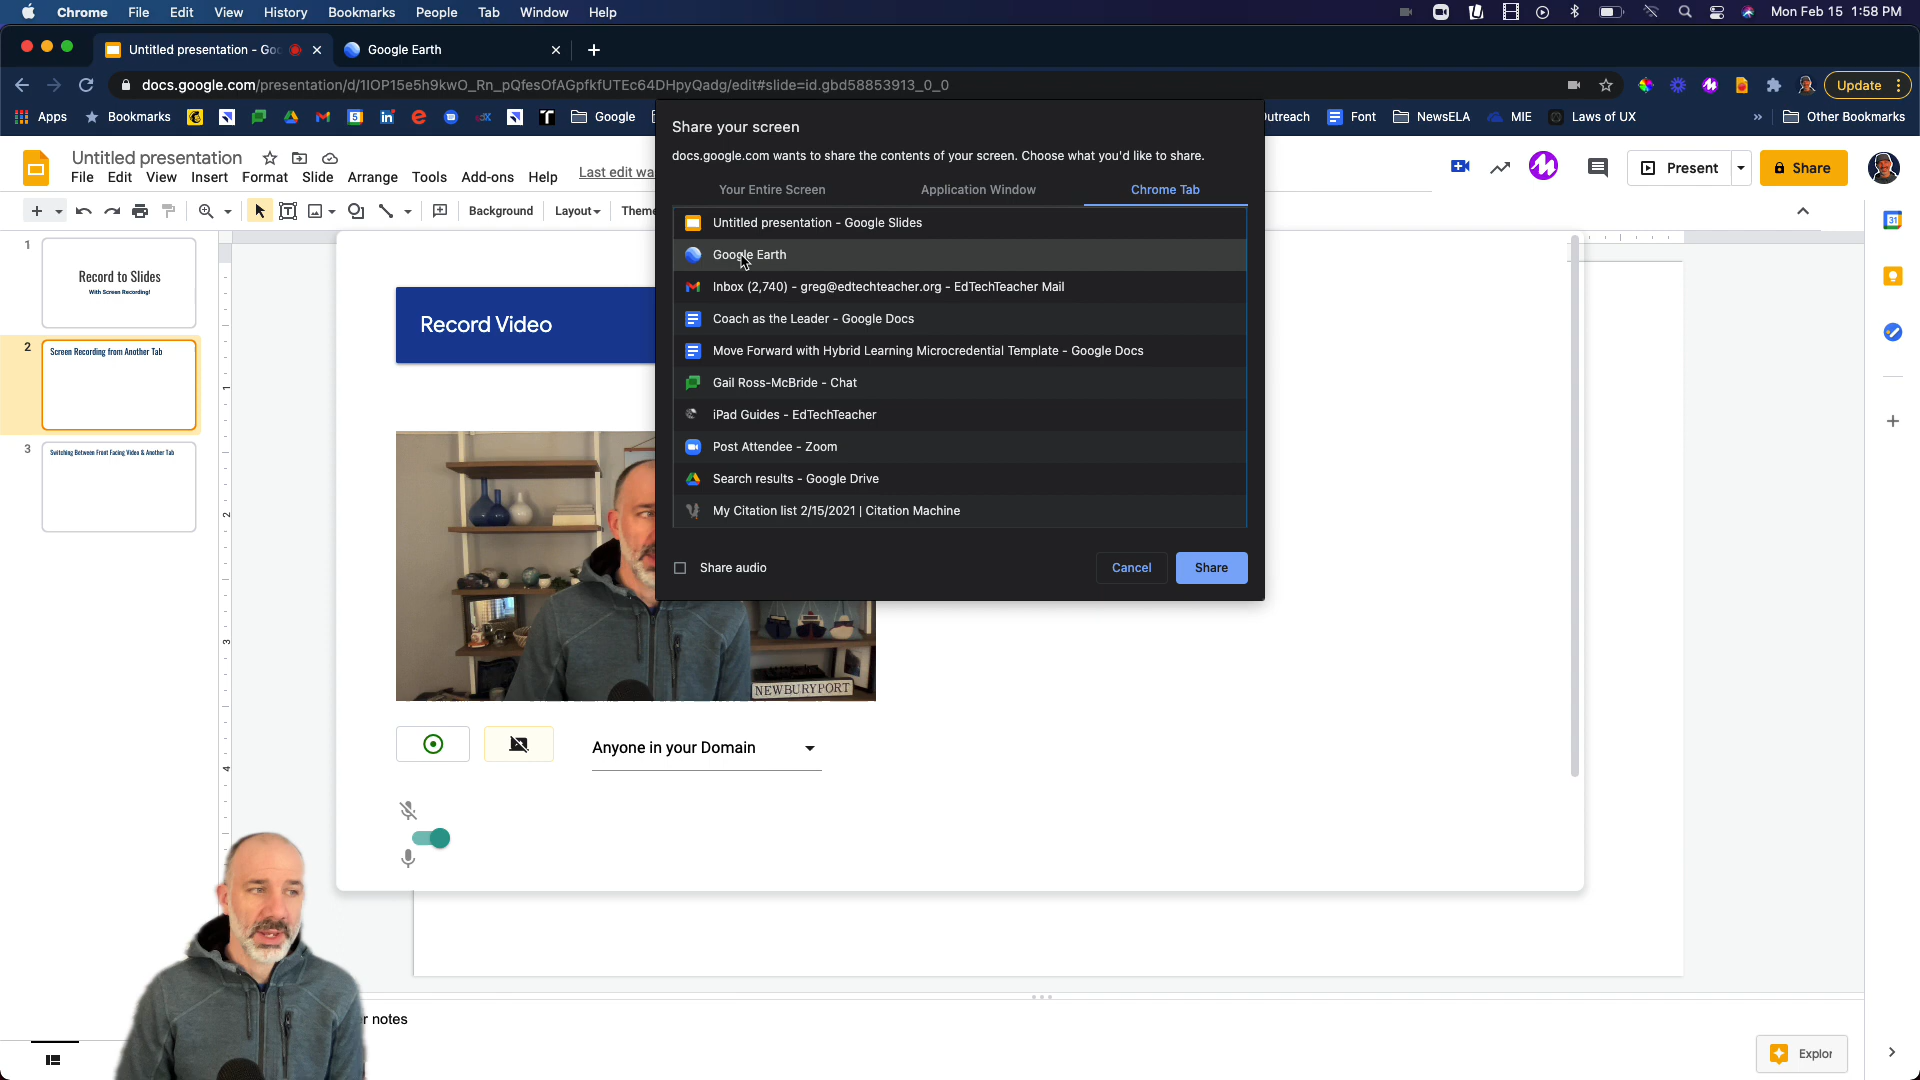 Chrome File Edit View History Bookmarks People Tab Window Help Mon Feb 15 1:58 PM
Untitled presentation - Goo Google Earth
docs.google.com/presentation/d/1IOP15e5h9kwO_Rn_pQfesOfAGpfkfUTEc64DHpyQadg/edit#slide=id.gbd58853913_0_0 Update
Apps Bookmarks Google utreach Font NewsELA MIE Laws of UX » Other Bookmarks
Untitled presentation
File Edit View Insert Format Slide Arrange Tools Add-ons Help Last edit wa
Present Share
Background Layout Theme
Share your screen
docs.google.com wants to share the contents of your screen. Choose what you'd like to share.
Your Entire Screen Application Window Chrome Tab
Untitled presentation - Google Slides
Google Earth
Inbox (2,740) - greg@edtechteacher.org - EdTechTeacher Mail
Coach as the Leader - Google Docs
Move Forward with Hybrid Learning Microcredential Template - Google Docs
Gail Ross-McBride - Chat
iPad Guides - EdTechTeacher
Post Attendee - Zoom
Search results - Google Drive
My Citation list 2/15/2021 | Citation Machine
Share audio Cancel Share
1
Record to Slides
With Screen Recording!
2
Screen Recording from Another Tab
3
Switching Between Front Facing Video & Another Tab
1
2
3
4
31
Record Video
NEWBURYPORT
Anyone in your Domain
r notes
Explor